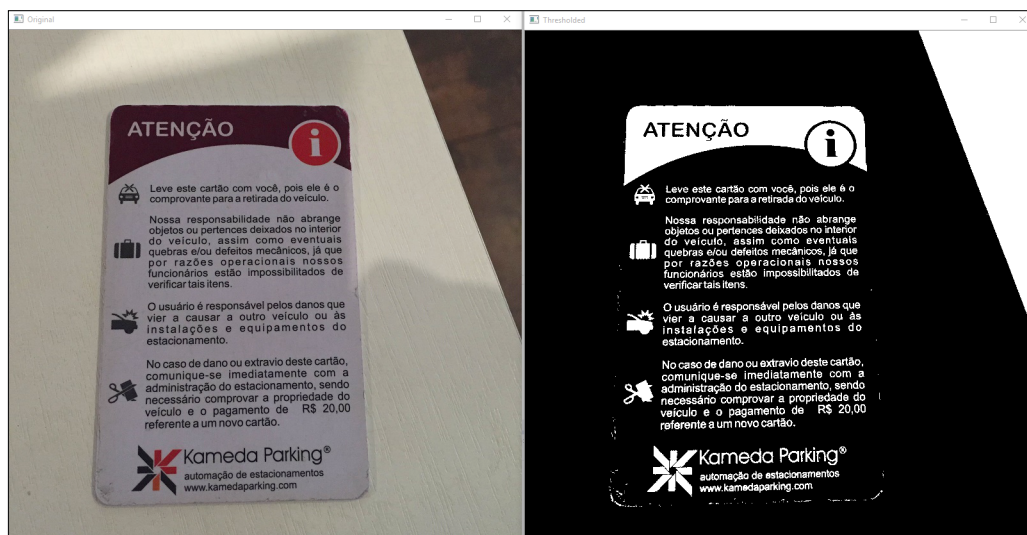 Original
Thresholded
ATENÇÃO
i
Leve este cartão com você, pois ele é o
comprovante para a retirada do veículo.
Nossa responsabilidade não abrange
objetos ou pertences deixados no interior
do veículo, assim como eventuais
quebras e/ou defeitos mecânicos, já que
por razões operacionais nossos
funcionários estão impossibilitados de
verificar tais itens.
O usuário é responsável pelos danos que
vier a causar a outro veículo ou às
instalações e equipamentos do
estacionamento.
No caso de dano ou extravio deste cartão,
comunique-se imediatamente com a
administração do estacionamento, sendo
necessário comprovar a propriedade do
veículo e o pagamento de R$ 20,00
referente a um novo cartão.
Kameda Parking®
automação de estacionamentos
www.kamedaparking.com
ATENÇÃO
i
Leve este cartão com você, pois ele é o
comprovante para a retirada do veículo.
Nossa responsabilidade não abrange
objetos ou pertences deixados no interior
do veículo, assim como eventuais
quebras e/ou defeitos mecânicos, já que
por razões operacionais nossos
funcionários estão impossibilitados de
verificar tais itens.
O usuário é responsável pelos danos que
vier a causar a outro veículo ou às
instalações e equipamentos do
estacionamento.
No caso de dano ou extravio deste cartão,
comunique-se imediatamente com a
administração do estacionamento, sendo
necessário comprovar a propriedade do
veículo e o pagamento de R$ 20,00
referente a um novo cartão.
Kameda Parking®
automação de estacionamentos
www.kamedaparking.com